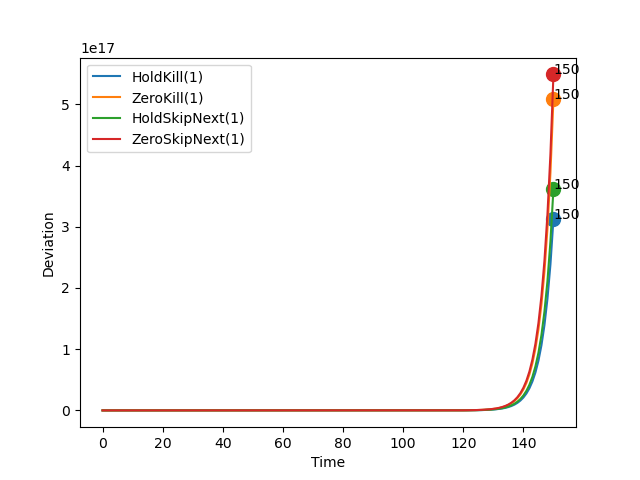 1e17
HoldKill(1)
ZeroKill(1)
HoldSkipNext(1)
ZeroSkipNext(1)
150
150
150
150
5
4
3
2
1
0
Deviation
0 20 40 60 80 100 120 140
Time